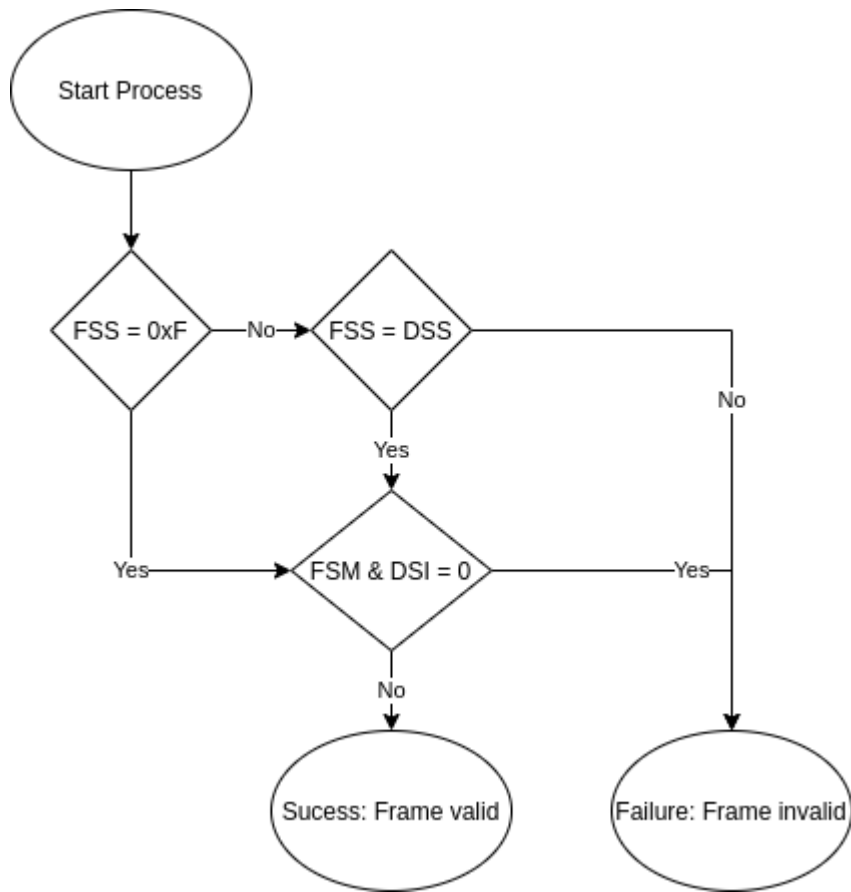 Start Process
FSS = 0xF
No
FSS = DSS
No
Yes
Yes
FSM & DSI = 0
Yes
No
Sucess: Frame valid
Failure: Frame invalid